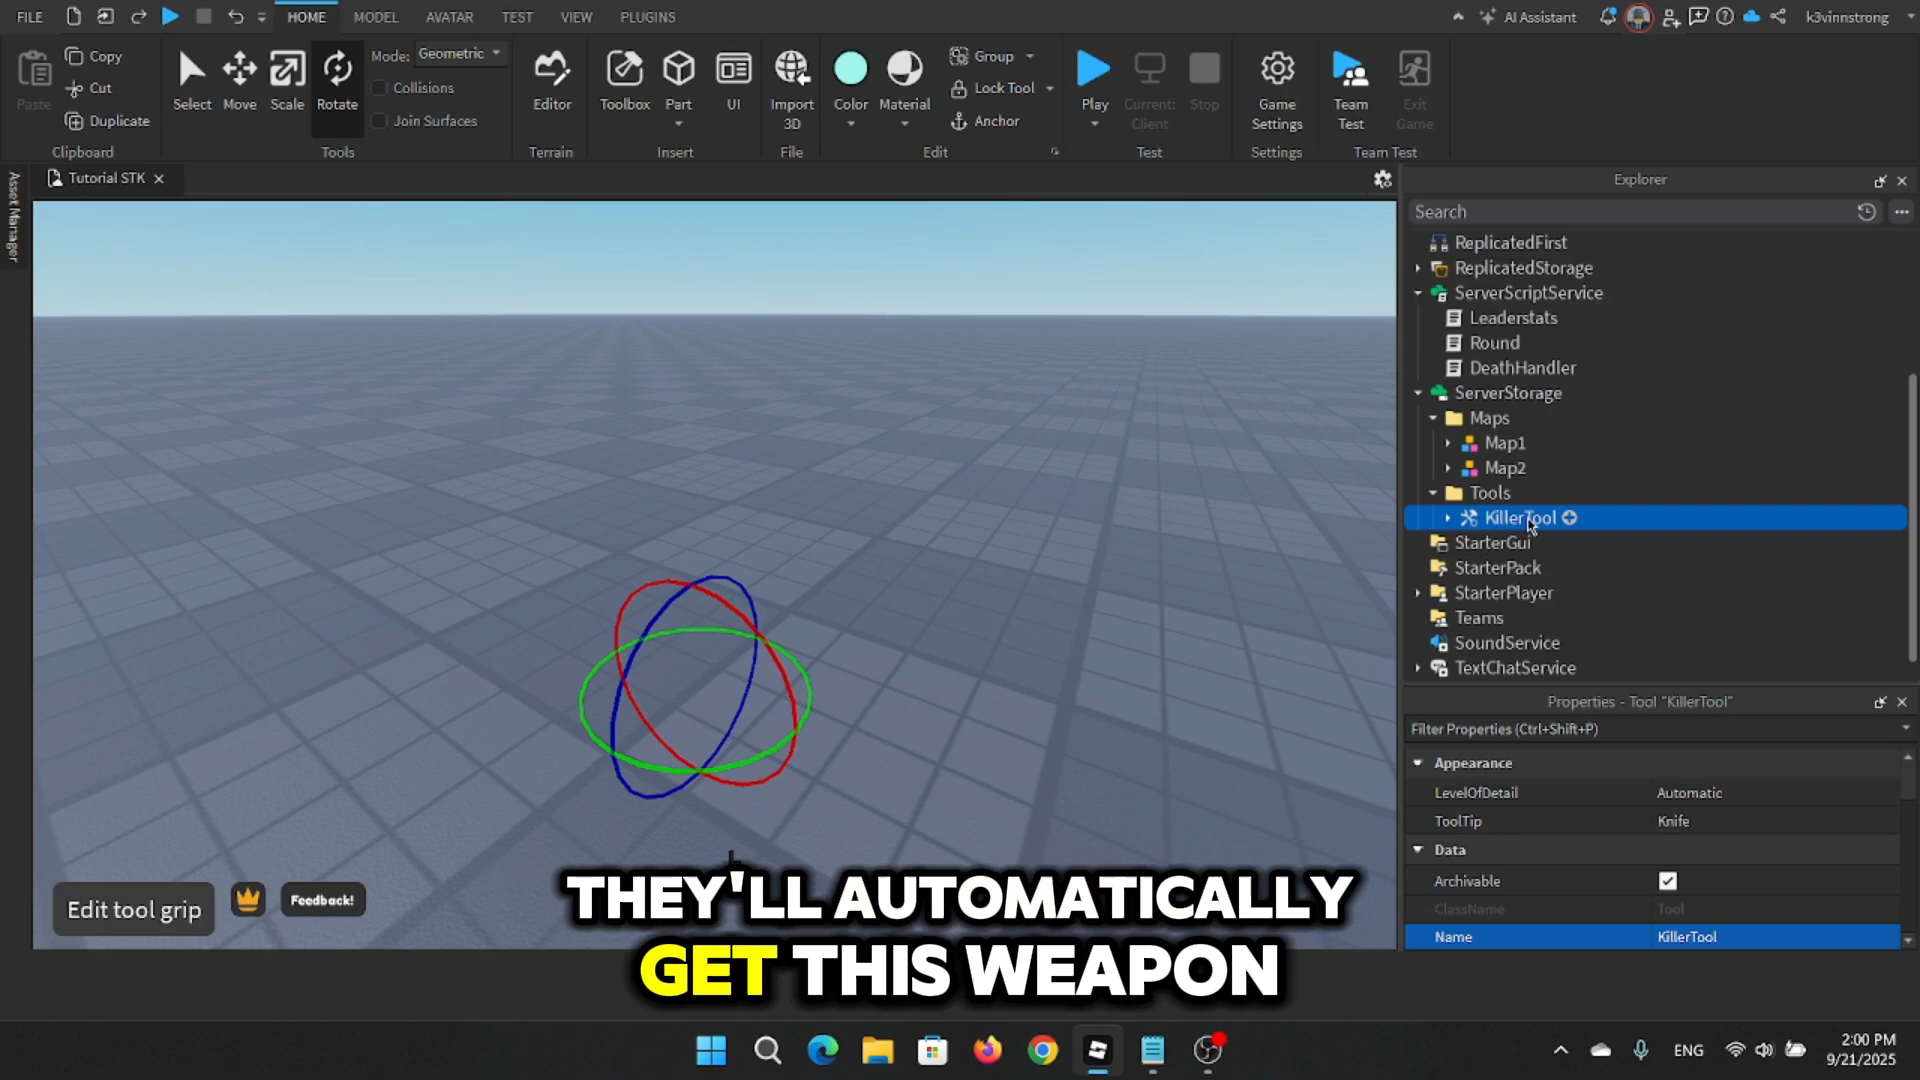 FILE
HOME
MODEL
AVATAR
TEST
VIEW
PLUGINS
AI Assistant
k3vinnstrong
Paste
Copy
Cut
Duplicate
Clipboard
Select
Move
Scale
Rotate
Mode: Geometric
Collisions
Join Surfaces
Tools
Editor
Terrain
Toolbox
Part
UI
Insert
Import
3D
File
Color
Material
Group
Lock Tool
Anchor
Edit
Play
Current:
Client
Stop
Test
Game
Settings
Settings
Team
Test
Exit
Game
Team Test
Asset Manager
Tutorial STK
Explorer
Search
ReplicatedFirst
ReplicatedStorage
ServerScriptService
Leaderstats
Round
DeathHandler
ServerStorage
Maps
Map1
Map2
Tools
KillerTool
StarterGui
StarterPack
StarterPlayer
Teams
SoundService
TextChatService
Properties - Tool "KillerTool"
Filter Properties (Ctrl+Shift+P)
Appearance
LevelOfDetail Automatic
ToolTip Knife
Data
Archivable
ClassName Tool
Name KillerTool
Edit tool grip
Feedback!
L
THEY'LL AUTOMATICALLY
GET THIS WEAPON
ENG
2:00 PM
9/21/2025